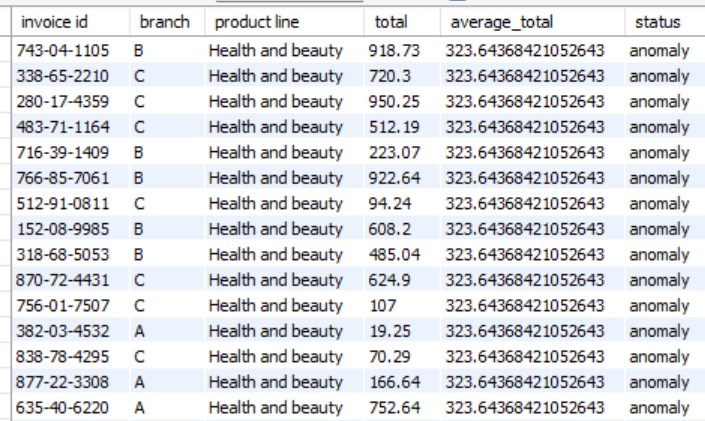 invoice id branch product line total average_total status
743-04-1105 B Health and beauty 918.73 323.64368421052643 anomaly
338-65-2210 C Health and beauty 720.3 323.64368421052643 anomaly
280-17-4359 C Health and beauty 950.25 323.64368421052643 anomaly
483-71-1164 C Health and beauty 512.19 323.64368421052643 anomaly
716-39-1409 B Health and beauty 223.07 323.64368421052643 anomaly
766-85-7061 B Health and beauty 922.64 323.64368421052643 anomaly
512-91-0811 C Health and beauty 94.24 323.64368421052643 anomaly
152-08-9985 B Health and beauty 608.2 323.64368421052643 anomaly
318-68-5053 B Health and beauty 485.04 323.64368421052643 anomaly
870-72-4431 C Health and beauty 624.9 323.64368421052643 anomaly
756-01-7507 C Health and beauty 107 323.64368421052643 anomaly
382-03-4532 A Health and beauty 19.25 323.64368421052643 anomaly
838-78-4295 C Health and beauty 70.29 323.64368421052643 anomaly
877-22-3308 A Health and beauty 166.64 323.64368421052643 anomaly
635-40-6220 A Health and beauty 752.64 323.64368421052643 anomaly